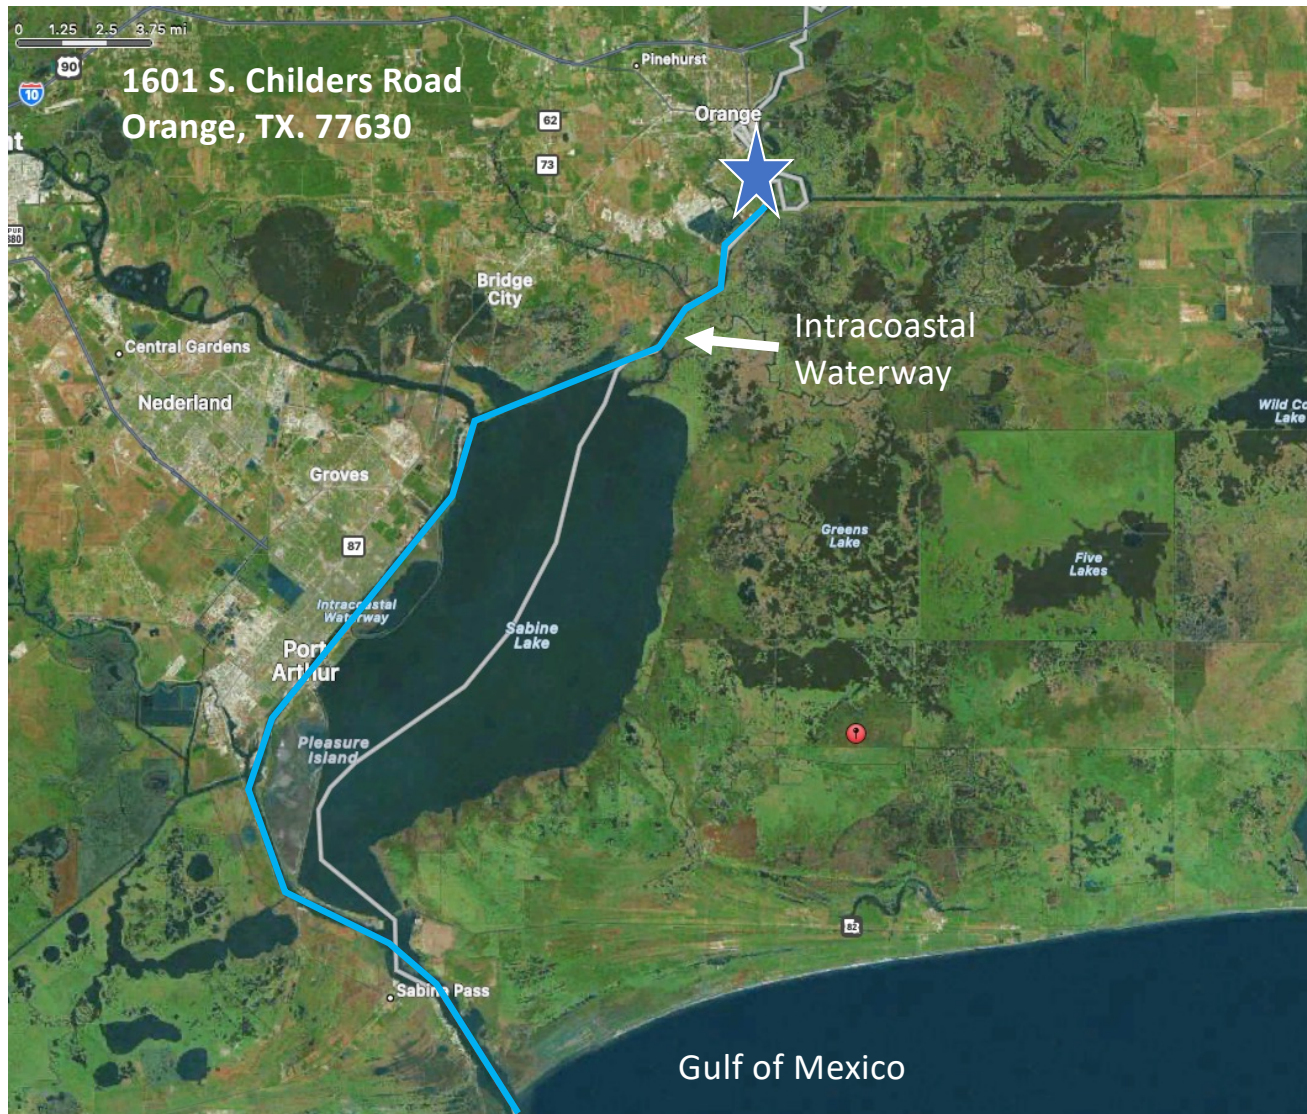 0 1.25 2.5 3.75 mi
90
10
1601 S. Childers Road
Orange, TX. 77630
Pinehurst
Orange
62
73
nt
380
Bridge
City
Intracoastal
Waterway
Central Gardens
Nederland
Wild Co
Lake
Groves
87
Greens
Lake
Five
Lakes
Intracoastal
Waterway
Sabine
Lake
Port
Arthur
Pleasure
Island
82
Sabine Pass
Gulf of Mexico